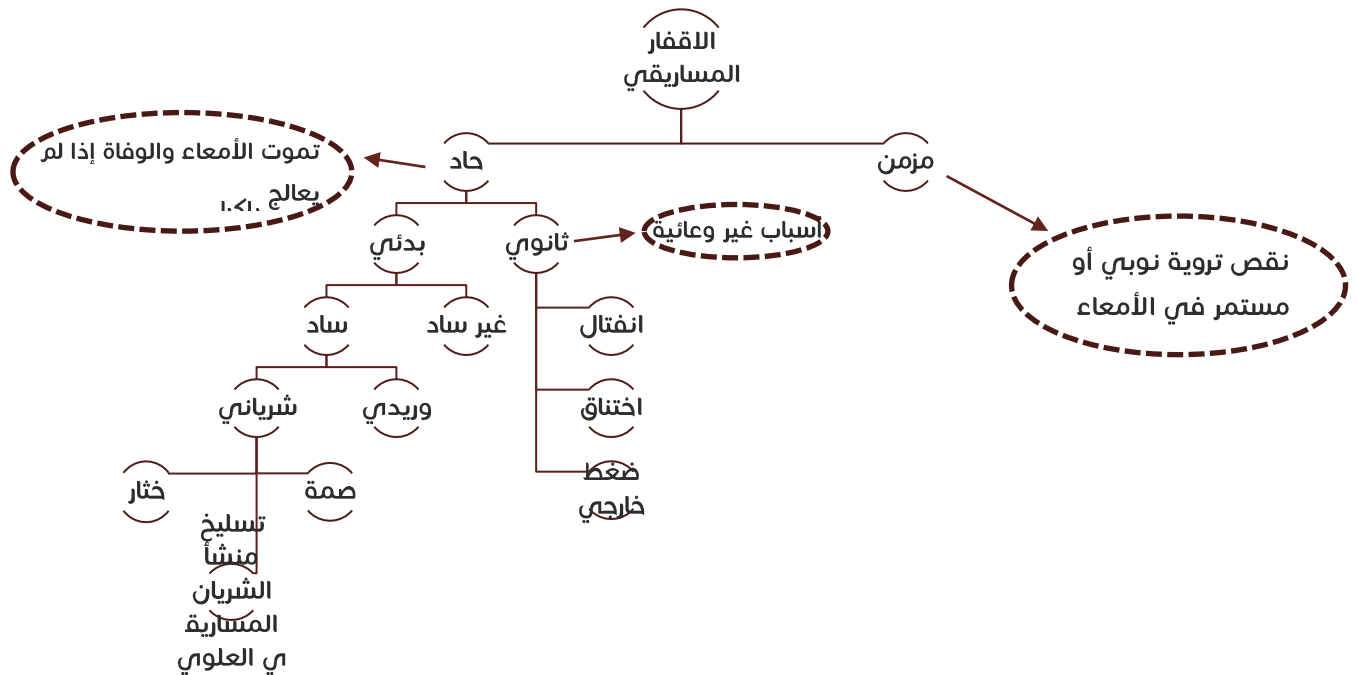 الاقفار
المساريقي
حاد
مزمن
تموت الأمعاء والوفاة إذا لم
يعالج
نقص تروية نوبي أو
مستمر في الأمعاء
بدئي
ثانوي
أسباب غير وعائية
ساد
غير ساد
انفتال
شرياني
وريدي
اختناق
خثار
صمة
ضغط
خارجي
تسليخ
منشأ
الشريان
المساريق
ي العلوي